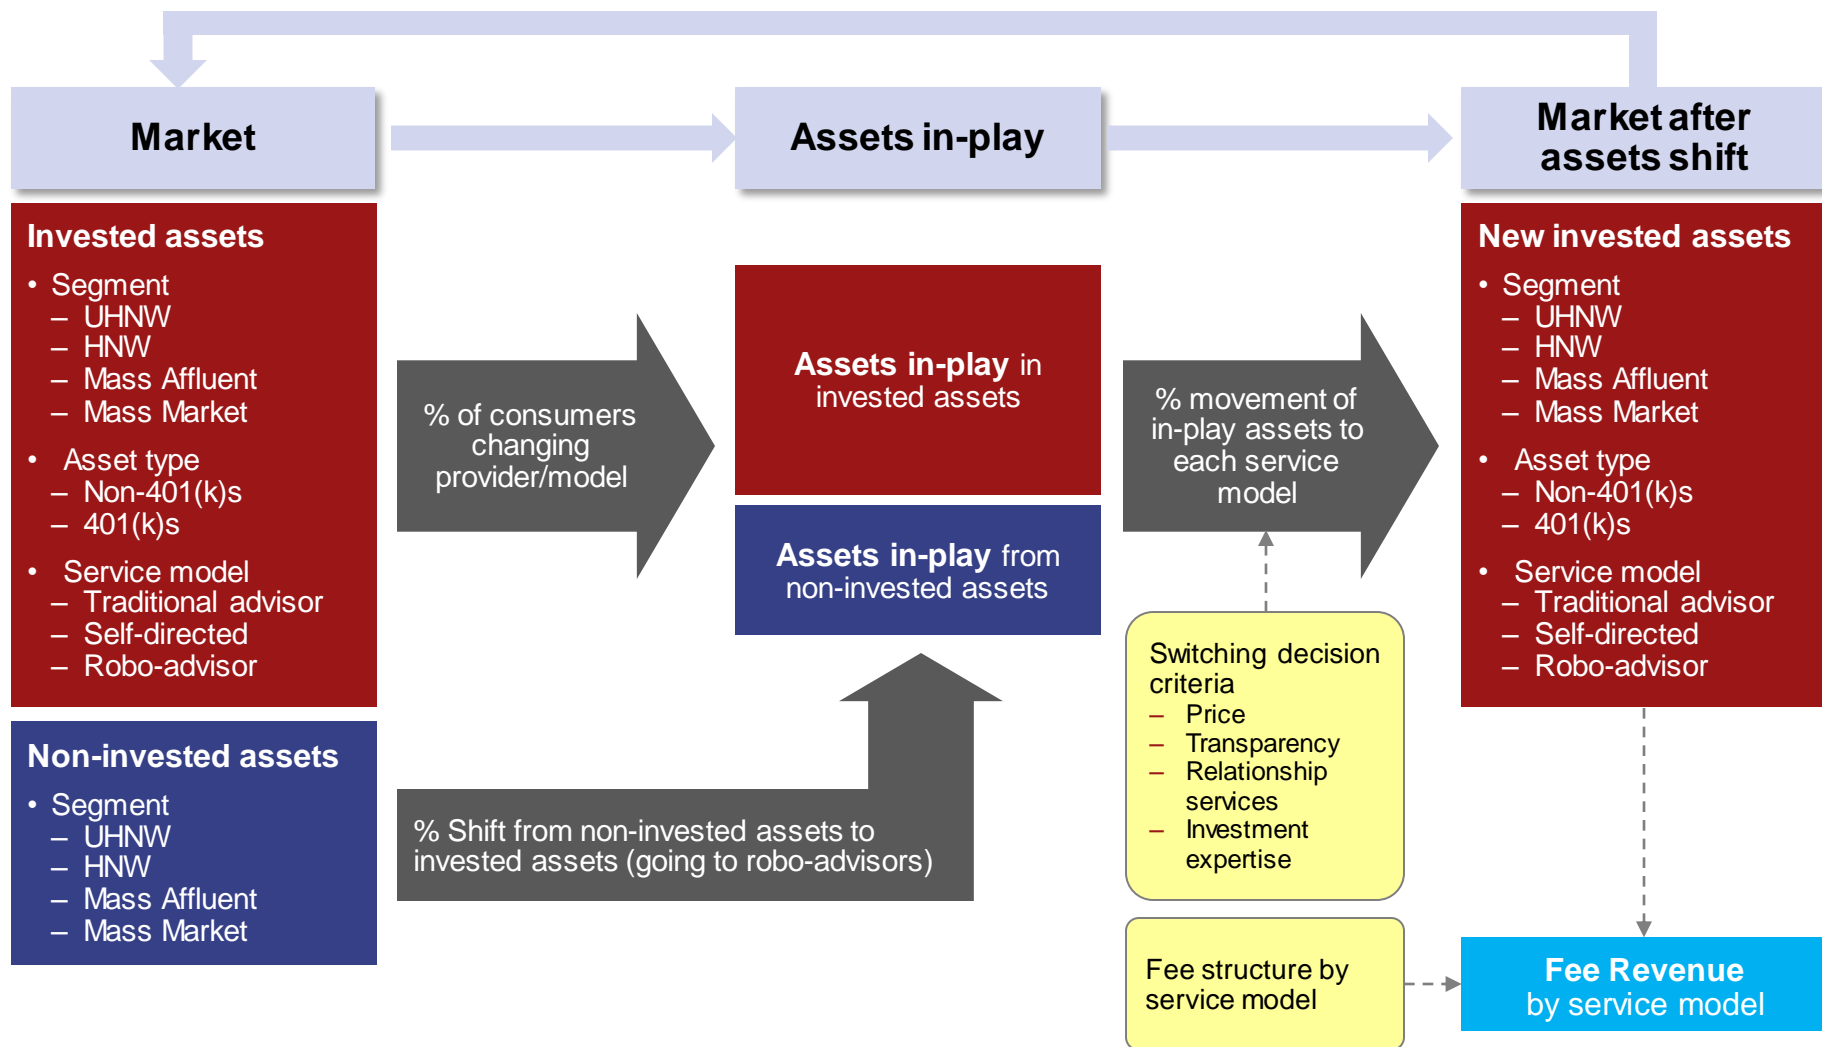 Market
Assets in-play
Market after
assets shift
Invested assets
• Segment
– UHNW
– HNW
– Mass Affluent
– Mass Market
• Asset type
– Non-401(k)s
– 401(k)s
• Service model
– Traditional advisor
– Self-directed
– Robo-advisor
Non-invested assets
• Segment
– UHNW
– HNW
– Mass Affluent
– Mass Market
% of consumers
changing
provider/model
% Shift from non-invested assets to
invested assets (going to robo-advisors)
Assets in-play in
invested assets
Assets in-play from
non-invested assets
% movement of
in-play assets to
each service
model
Switching decision
criteria
– Price
– Transparency
– Relationship
services
– Investment
expertise
Fee structure by
service model
New invested assets
• Segment
– UHNW
– HNW
– Mass Affluent
– Mass Market
• Asset type
– Non-401(k)s
– 401(k)s
• Service model
– Traditional advisor
– Self-directed
– Robo-advisor
Fee Revenue
by service model